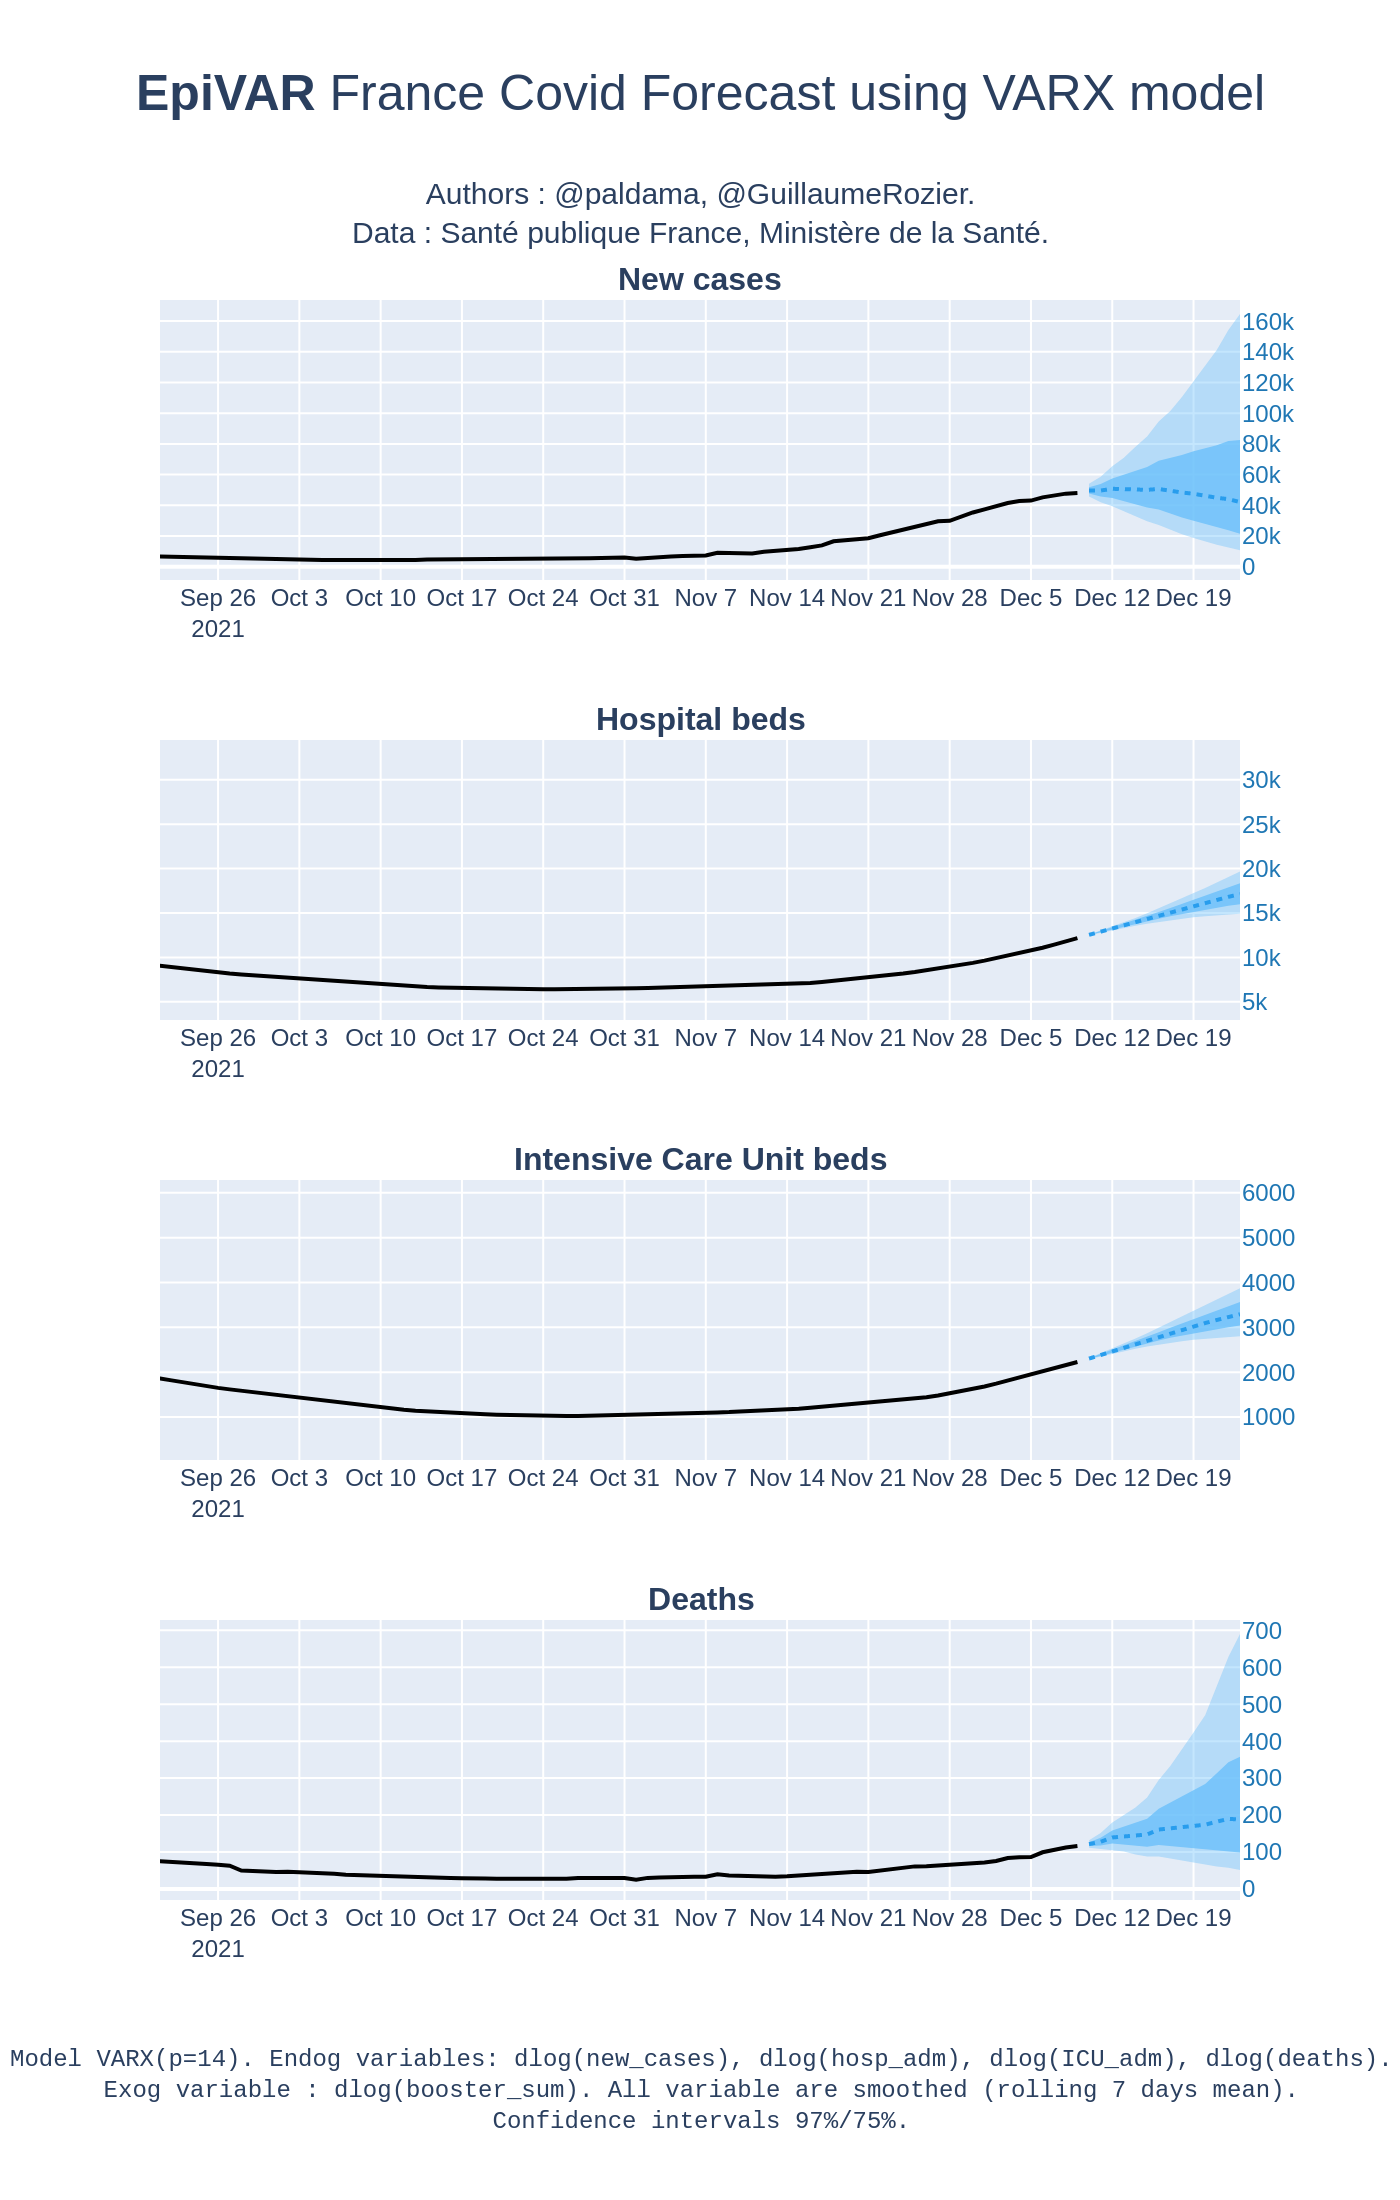 EpiVAR France Covid Forecast using VARX model
Authors : @paldama, @GuillaumeRozier.
Data : Santé publique France, Ministère de la Santé.
New cases
160k
140k
120k
100k
80k
60k
40k
20k
0
Sep 26 Oct 3 Oct 10 Oct 17 Oct 24 Oct 31 Nov 7 Nov 14 Nov 21 Nov 28 Dec 5 Dec 12 Dec 19
2021
Hospital beds
30k
25k
20k
15k
10k
5k
Sep 26 Oct 3 Oct 10 Oct 17 Oct 24 Oct 31 Nov 7 Nov 14 Nov 21 Nov 28 Dec 5 Dec 12 Dec 19
2021
Intensive Care Unit beds
6000
5000
4000
3000
2000
1000
Sep 26 Oct 3 Oct 10 Oct 17 Oct 24 Oct 31 Nov 7 Nov 14 Nov 21 Nov 28 Dec 5 Dec 12 Dec 19
2021
Deaths
700
600
500
400
300
200
100
0
Sep 26 Oct 3 Oct 10 Oct 17 Oct 24 Oct 31 Nov 7 Nov 14 Nov 21 Nov 28 Dec 5 Dec 12 Dec 19
2021
Model VARX(p=14). Endog variables: dlog(new_cases), dlog(hosp_adm), dlog(ICU_adm), dlog(deaths).
Exog variable : dlog(booster_sum). All variable are smoothed (rolling 7 days mean).
Confidence intervals 97%/75%.